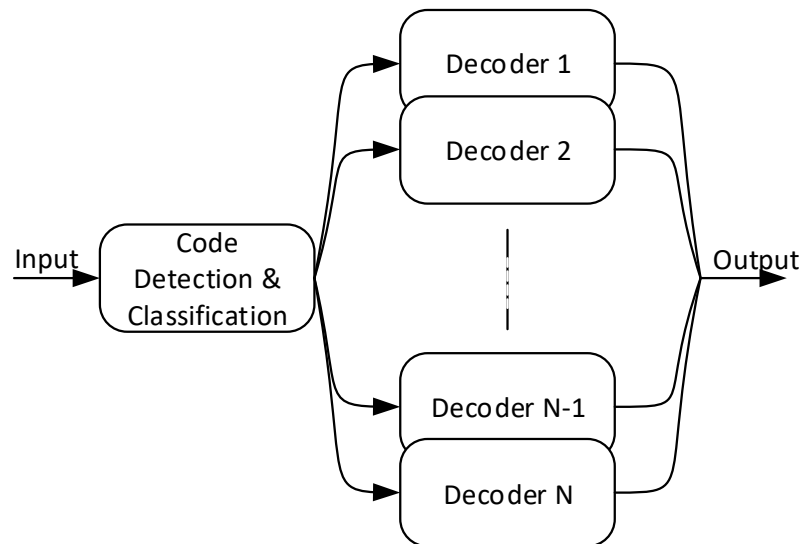 Decoder 1
Decoder 2
Input
Code
Detection &
Classification
Output
Decoder N-1
Decoder N